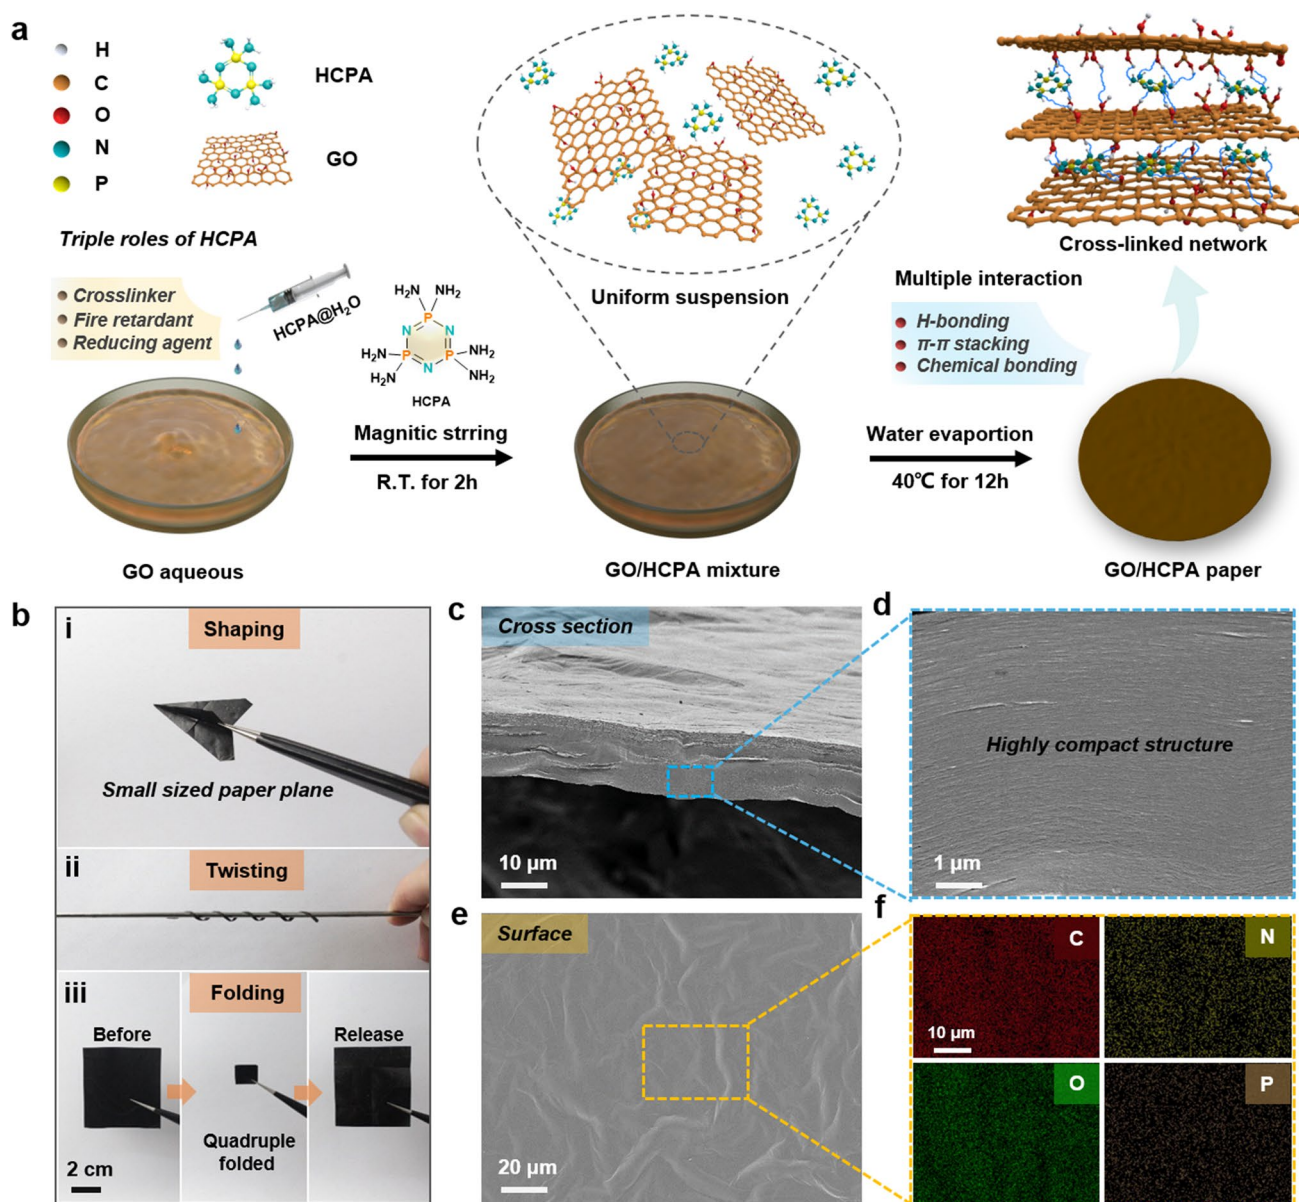 a
H
C
O
N
P
HCPA
GO
Triple roles of HCPA
Crosslinker
Fire retardant
Reducing agent
HCPA@H₂O
H₂N NH₂
P
N N
H₂N P P NH₂
H₂N N NH₂
HCPA
Magnitic strring
R.T. for 2h
Uniform suspension
Cross-linked network
Multiple interaction
H-bonding
π-π stacking
Chemical bonding
Water evaportion
40℃ for 12h
GO aqueous
GO/HCPA mixture
GO/HCPA paper
b
i
Shaping
Small sized paper plane
ii
Twisting
iii
Folding
Before
Release
Quadruple
folded
2 cm
c
Cross section
10 μm
d
Highly compact structure
1 μm
e
Surface
20 μm
f
C
N
10 μm
O
P